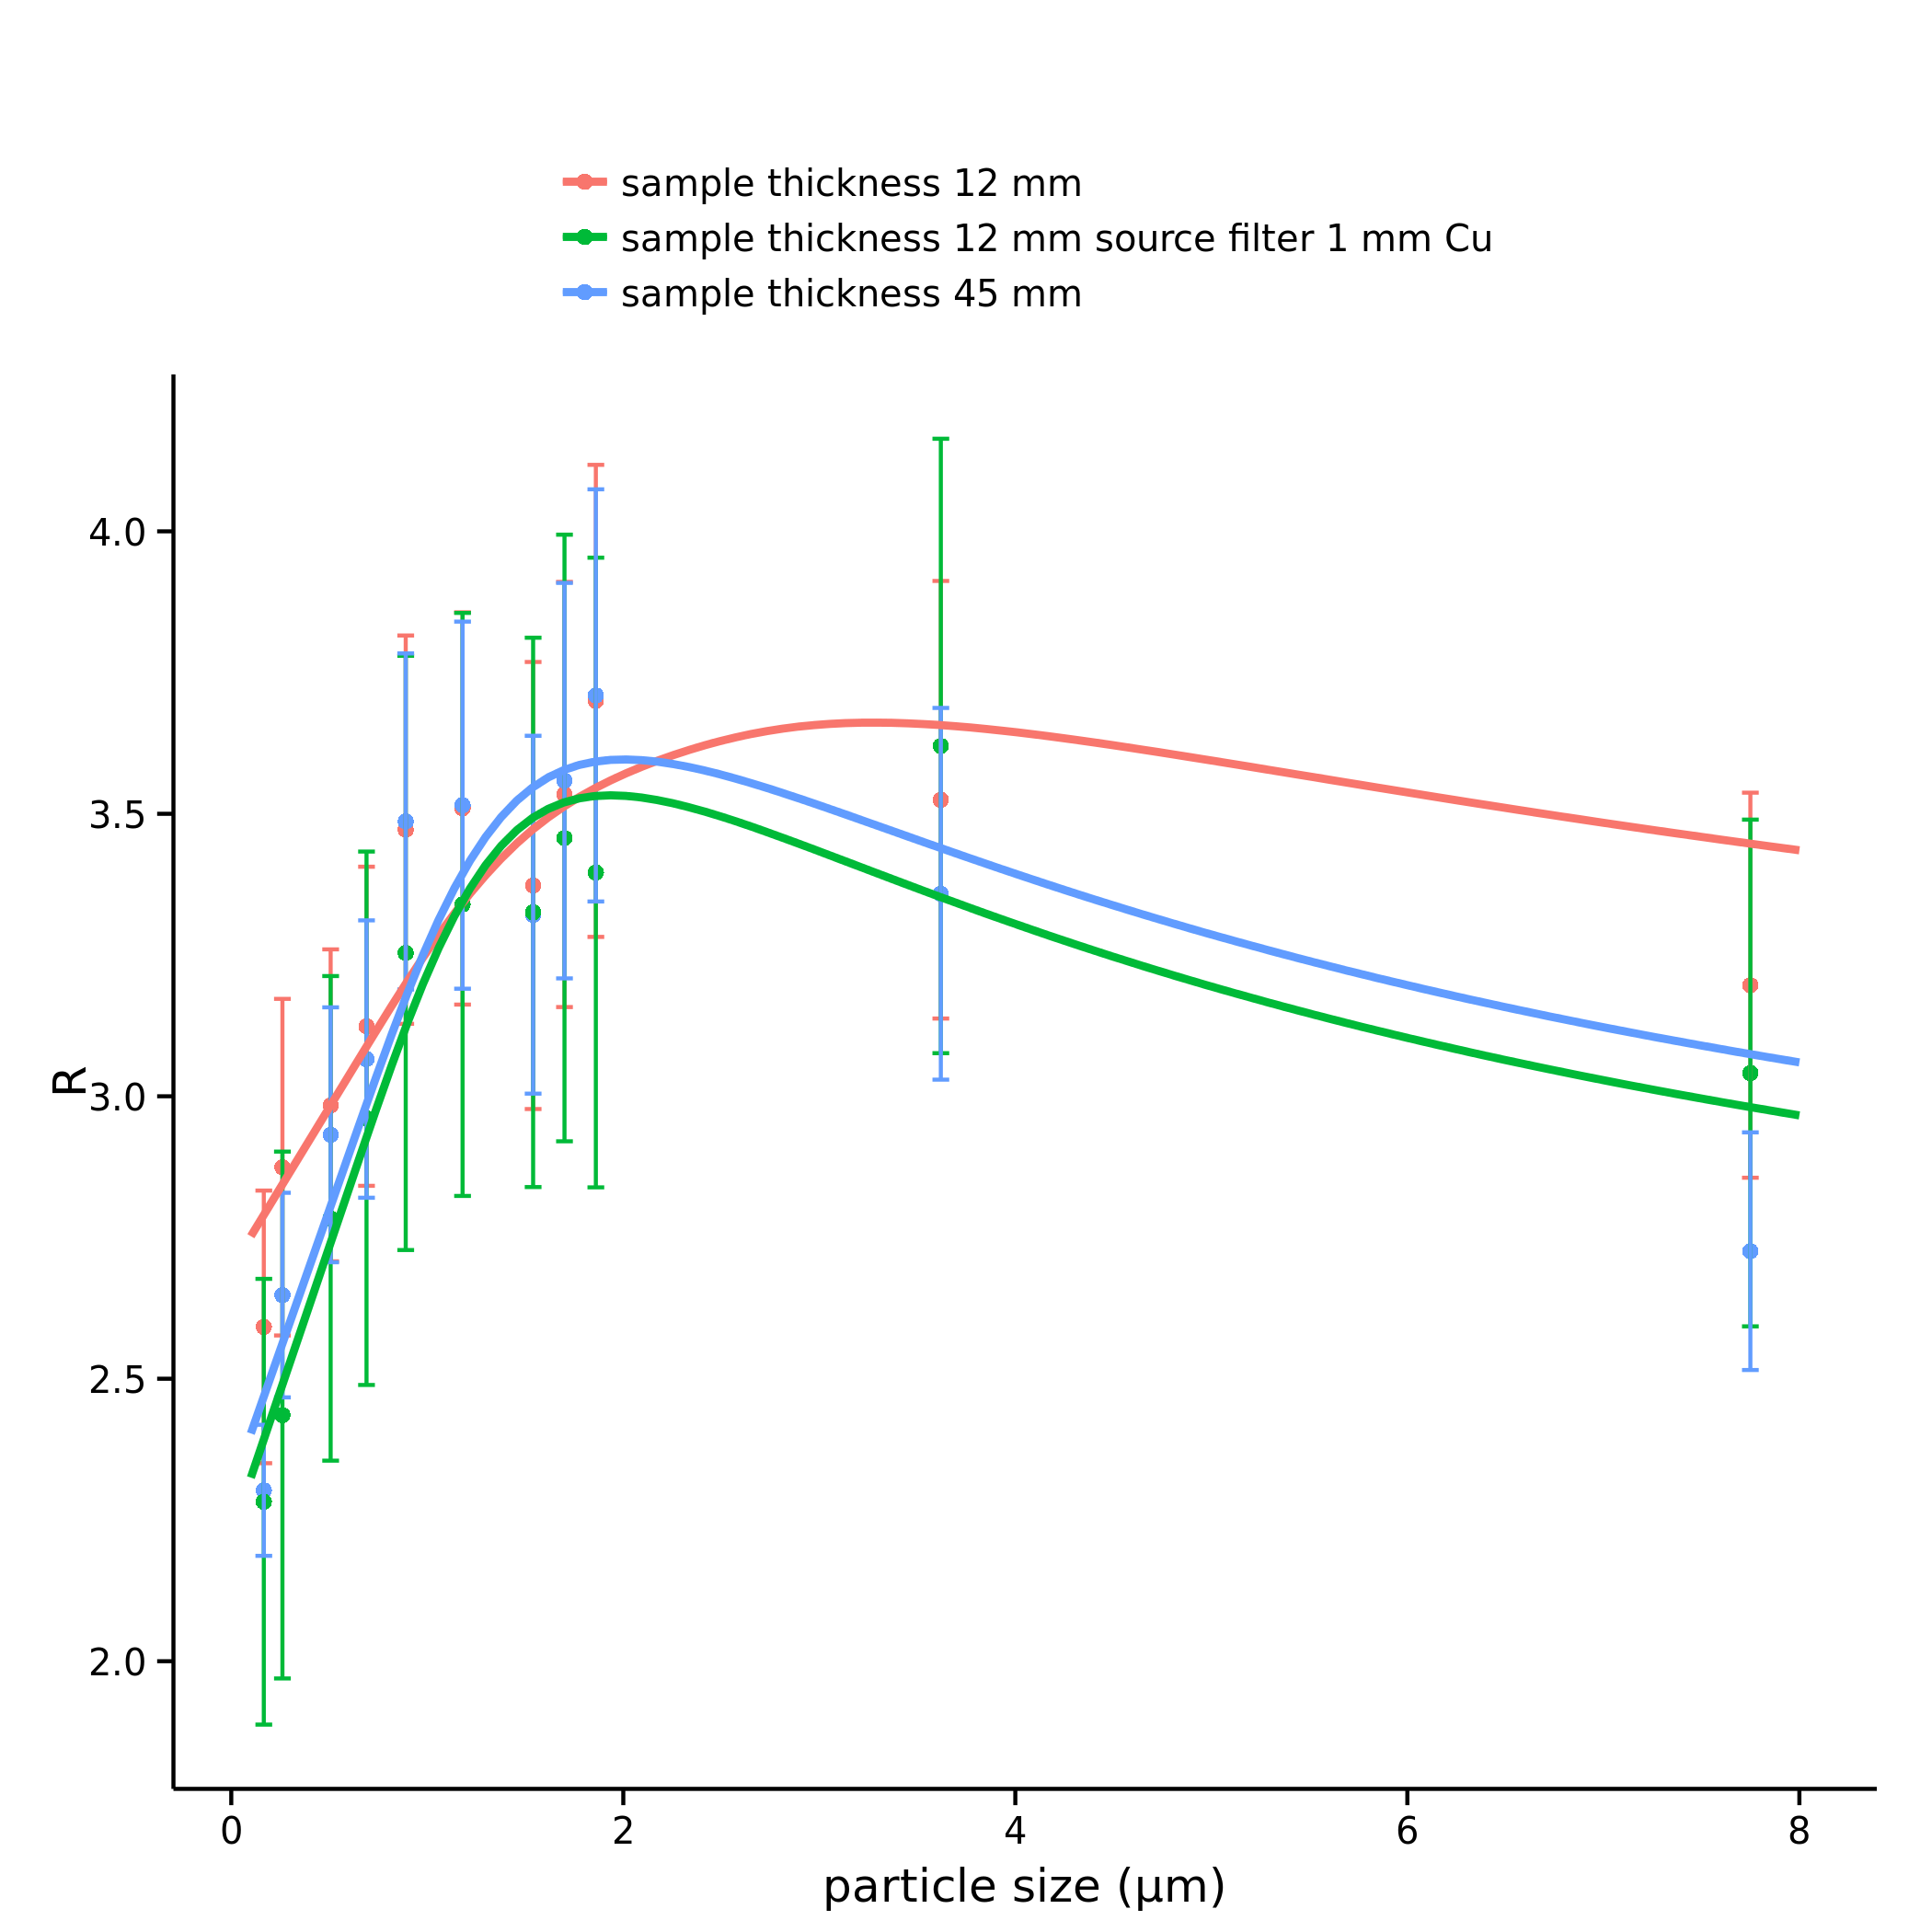 sample thickness 12 mm
sample thickness 12 mm source filter 1 mm Cu
sample thickness 45 mm
4.0
3.5
R
3.0
2.5
2.0
0 2 4 6 8
particle size (µm)